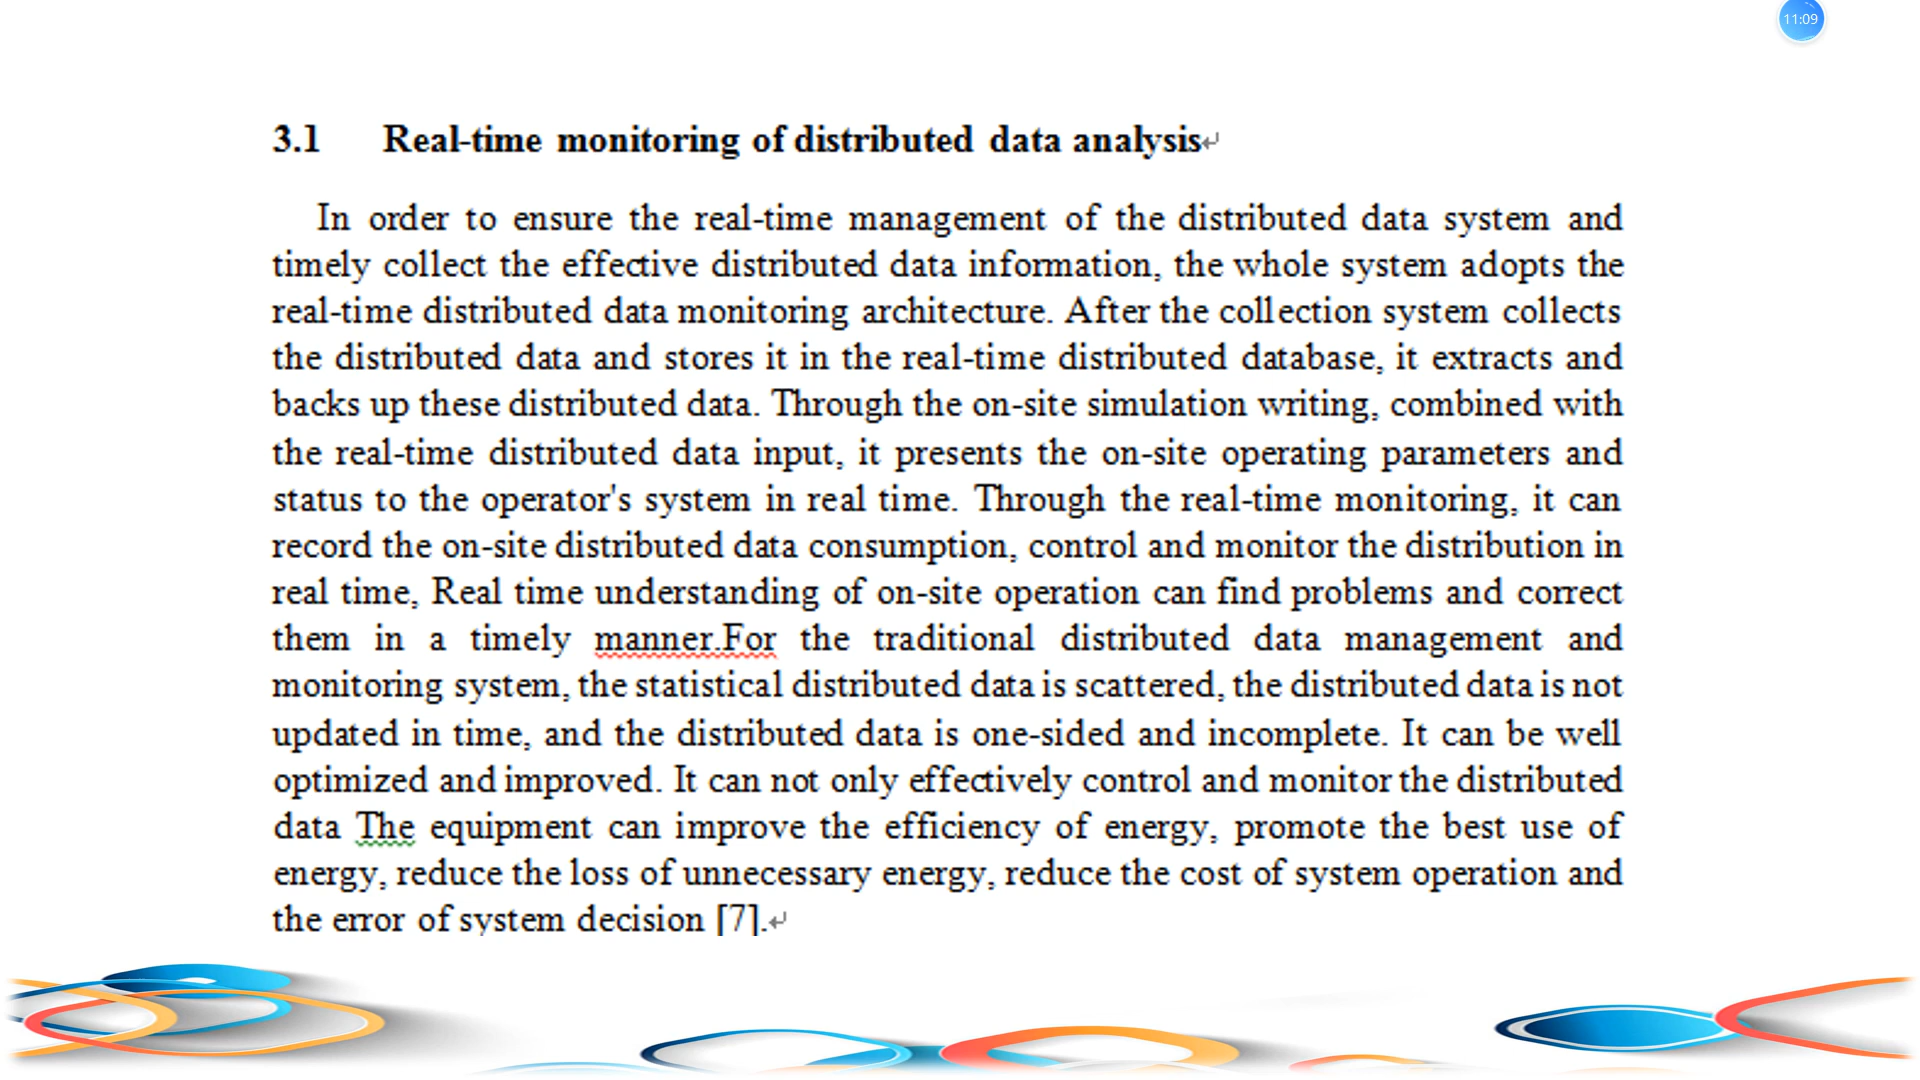 11:09
3.1 Real-time monitoring of distributed data analysis↵
In order to ensure the real-time management of the distributed data system and
timely collect the effective distributed data information, the whole system adopts the
real-time distributed data monitoring architecture. After the collection system collects
the distributed data and stores it in the real-time distributed database, it extracts and
backs up these distributed data. Through the on-site simulation writing, combined with
the real-time distributed data input, it presents the on-site operating parameters and
status to the operator's system in real time. Through the real-time monitoring, it can
record the on-site distributed data consumption, control and monitor the distribution in
real time, Real time understanding of on-site operation can find problems and correct
them in a timely manner.For the traditional distributed data management and
monitoring system, the statistical distributed data is scattered, the distributed data is not
updated in time, and the distributed data is one-sided and incomplete. It can be well
optimized and improved. It can not only effectively control and monitor the distributed
data The equipment can improve the efficiency of energy, promote the best use of
energy, reduce the loss of unnecessary energy, reduce the cost of system operation and
the error of system decision [7].↵